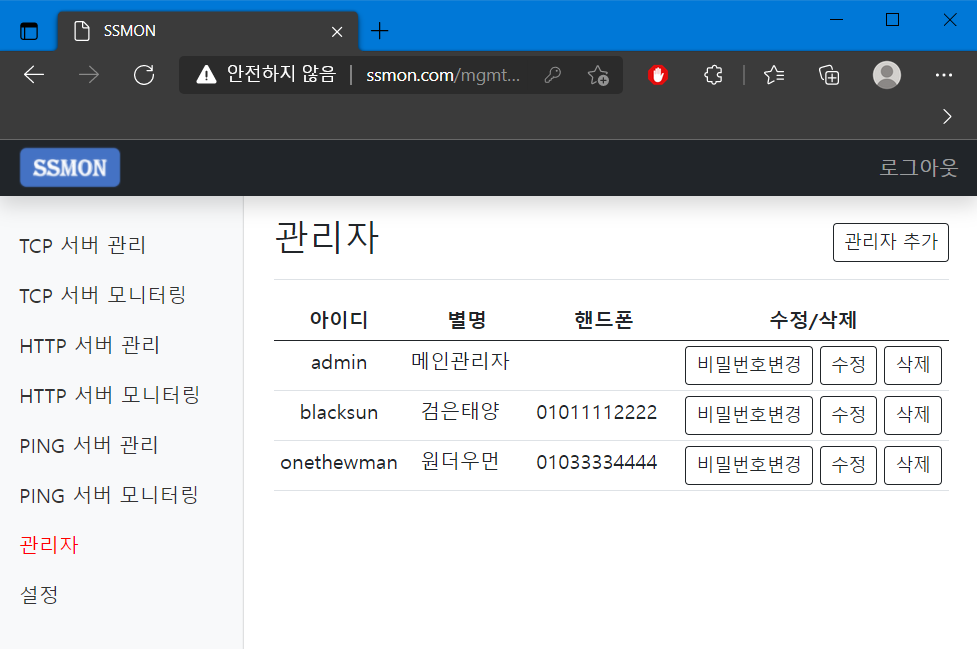 SSMON
안전하지 않음 | ssmon.com/mgmt...
SSMON
로그아웃
TCP 서버 관리
TCP 서버 모니터링
HTTP 서버 관리
HTTP 서버 모니터링
PING 서버 관리
PING 서버 모니터링
관리자
설정
관리자
관리자 추가
아이디 별명 핸드폰 수정/삭제
admin 메인관리자 비밀번호변경 수정 삭제
blacksun 검은태양 01011112222 비밀번호변경 수정 삭제
onethewman 원더우먼 01033334444 비밀번호변경 수정 삭제